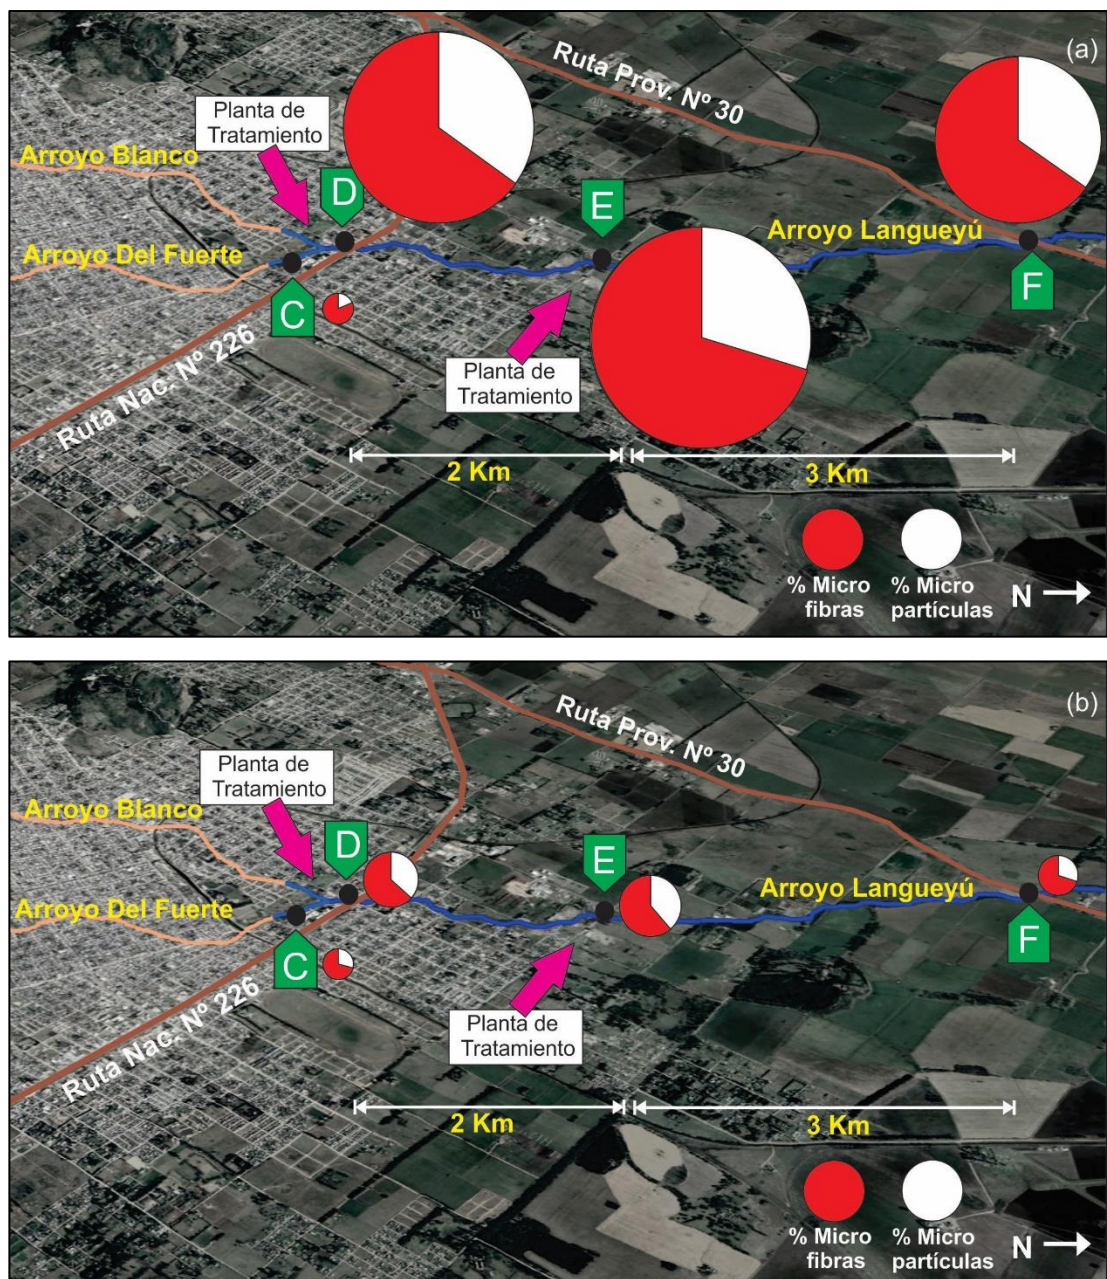 (a)
Ruta Prov. Nº 30
Planta de
Tratamiento
Arroyo Blanco
D
E
Arroyo Langueyú
Arroyo Del Fuerte
C
F
Ruta Nac. Nº 226
Planta de
Tratamiento
2 Km
3 Km
% Micro
fibras
% Micro
partículas
N
(b)
Ruta Prov. Nº 30
Planta de
Tratamiento
Arroyo Blanco
D
E
Arroyo Langueyú
Arroyo Del Fuerte
C
F
Ruta Nac. Nº 226
Planta de
Tratamiento
2 Km
3 Km
% Micro
fibras
% Micro
partículas
N